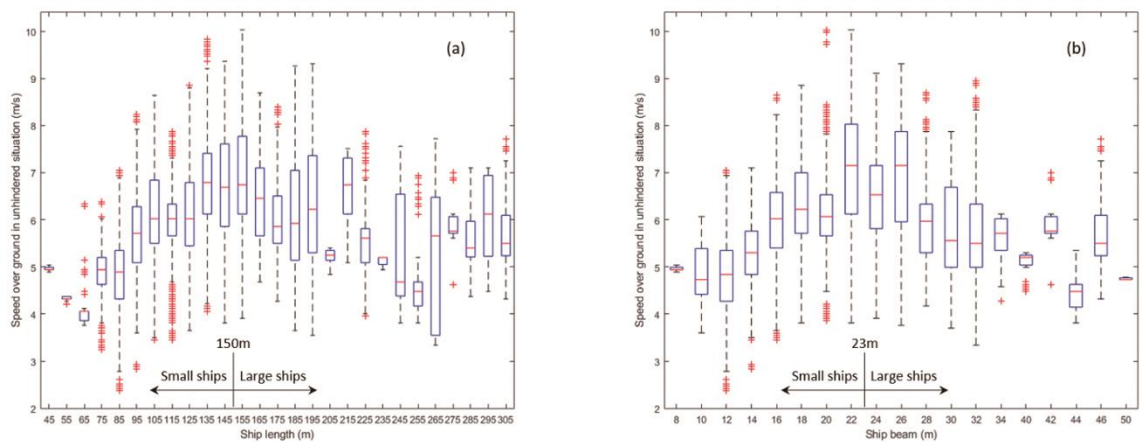 (a)
Speed over ground in unhindered situation (m/s)
10
9
8
7
6
5
4
3
2
150m
Small ships Large ships
45 55 65 75 85 95 105 115 125 135 145 155 165 175 185 195 205 215 225 235 245 255 265 275 285 295 305
Ship length (m)
(b)
Speed over ground in unhindered situation (m/s)
10
9
8
7
6
5
4
3
2
23m
Small ships Large ships
8 10 12 14 16 18 20 22 24 26 28 30 32 34 40 42 44 46 50
Ship beam (m)